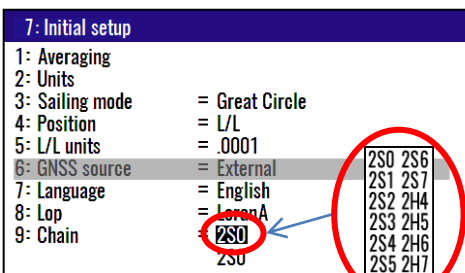 7: Initial setup
1: Averaging
2: Units
3: Sailing mode = Great Circle
4: Position = L/L
5: L/L units = .0001
6: GNSS source = External
7: Language = English
8: Lop = LoranA
9: Chain = 2S0
2S0
2S0 2S6
2S1 2S7
2S2 2H4
2S3 2H5
2S4 2H6
2S5 2H7